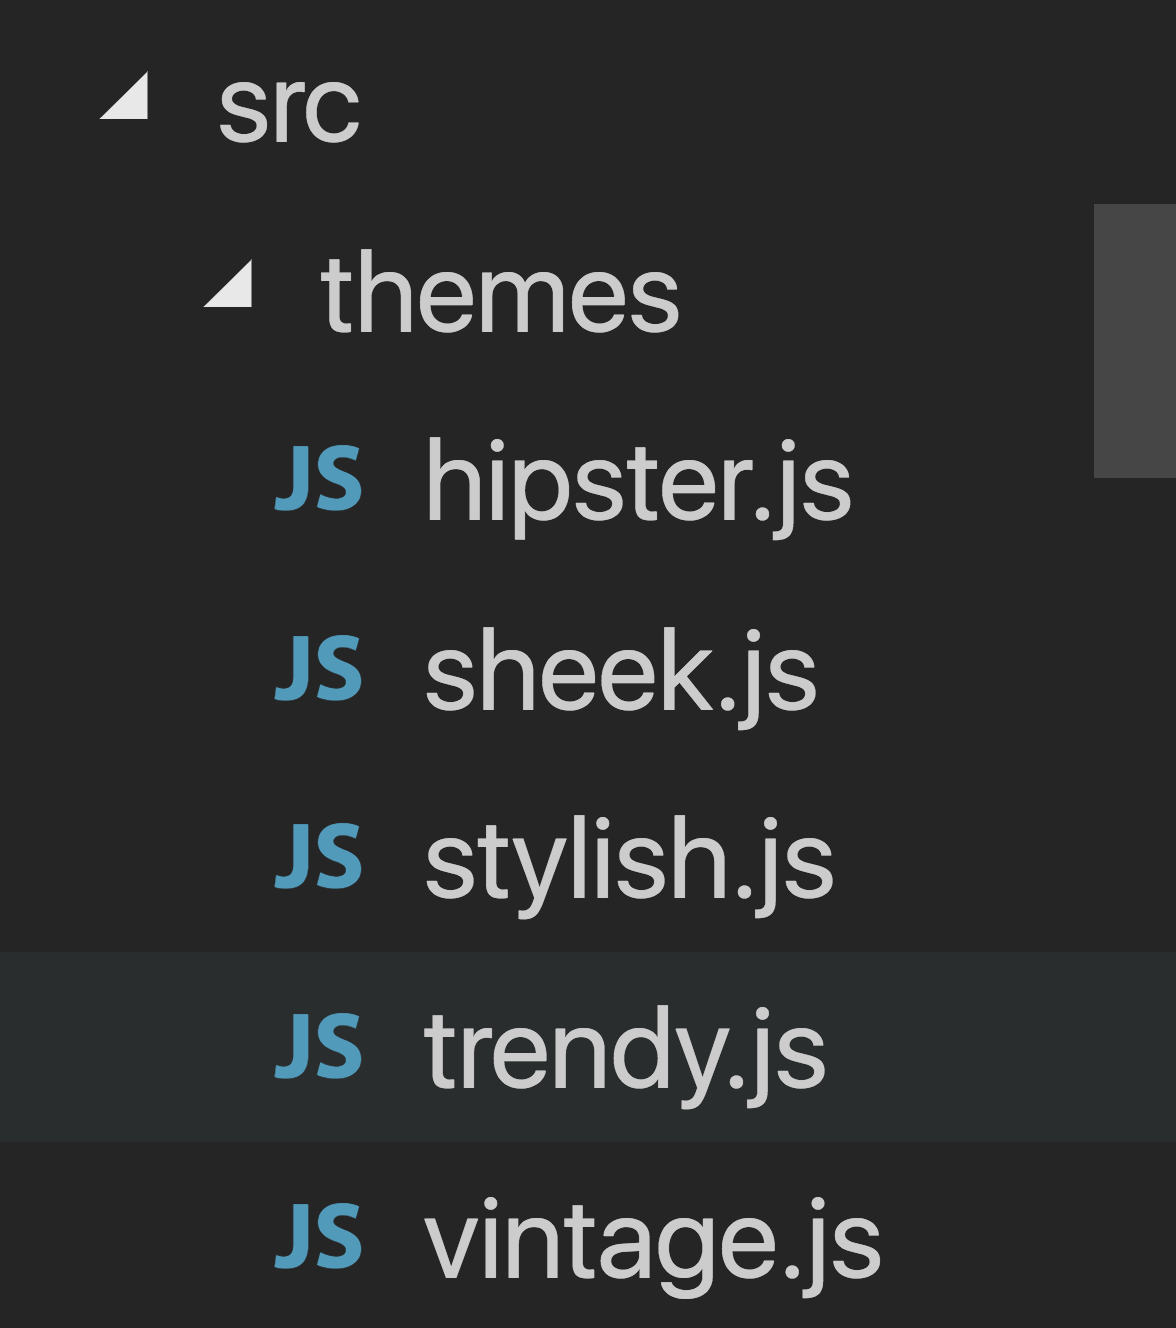 src
themes
JS hipster.js
JS sheek.js
JS stylish.js
JS trendy.js
JS vintage.js